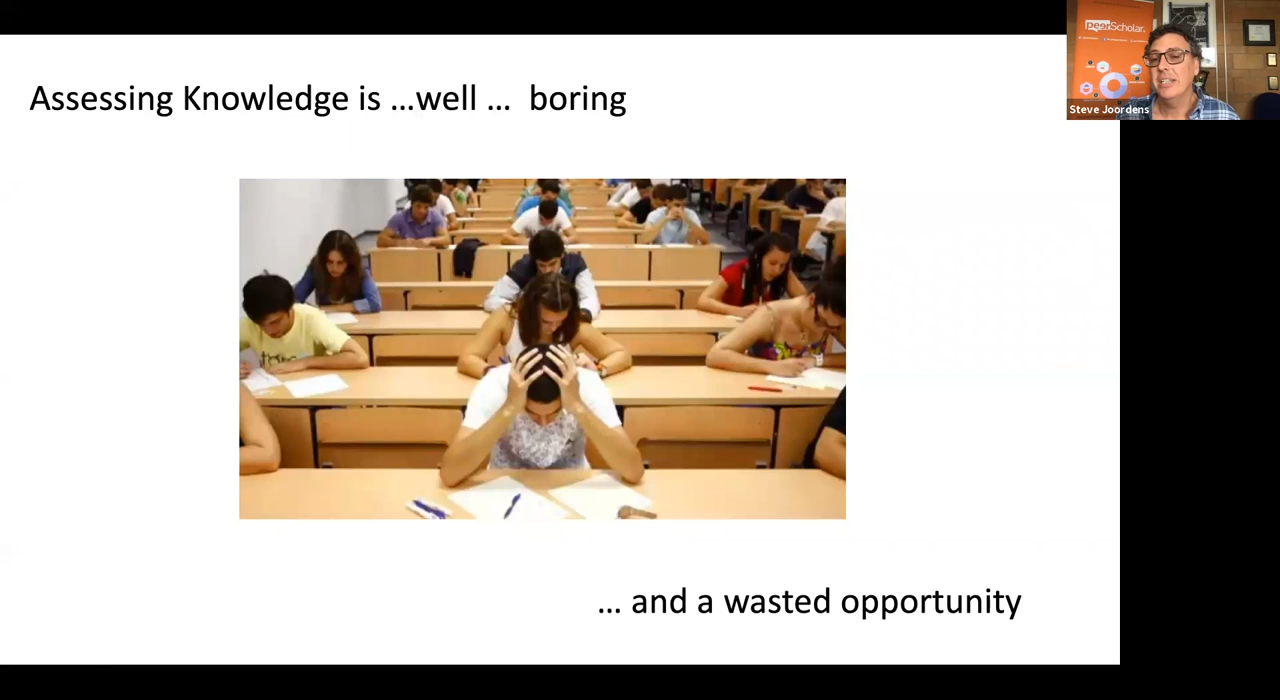 Assessing Knowledge is …well … boring
peerScholar
Steve Joordens
… and a wasted opportunity